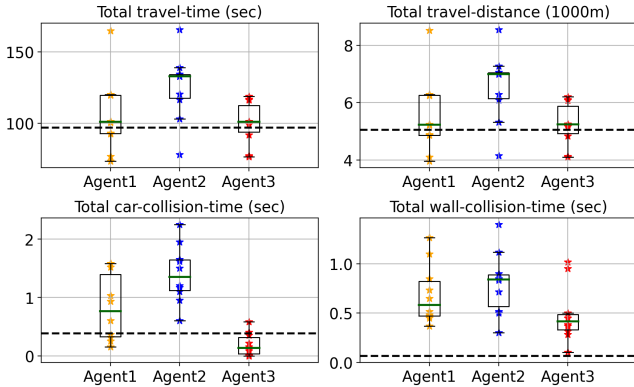 Total travel-time (sec)
150
100
Agent1 Agent2 Agent3
Total travel-distance (1000m)
8
6
4
Agent1 Agent2 Agent3
Total car-collision-time (sec)
2
1
0
Agent1 Agent2 Agent3
Total wall-collision-time (sec)
1.0
0.5
0.0
Agent1 Agent2 Agent3